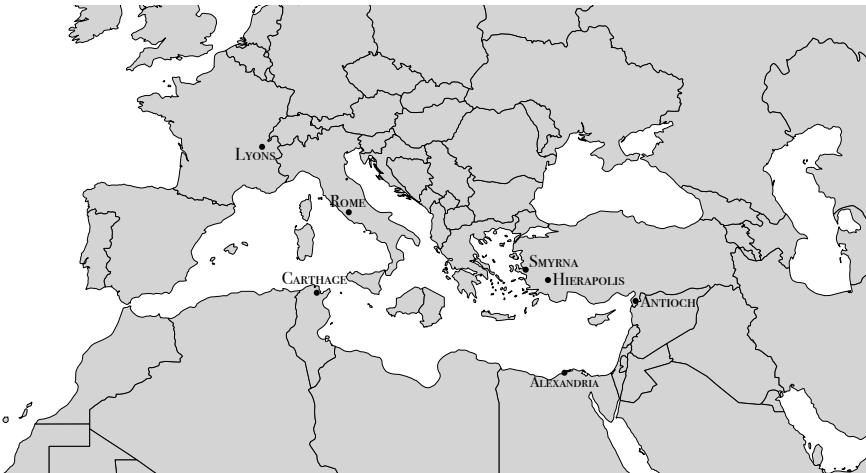 Lyons
Rome
Smyrna
Carthage
Hierapolis
Antioch
Alexandria